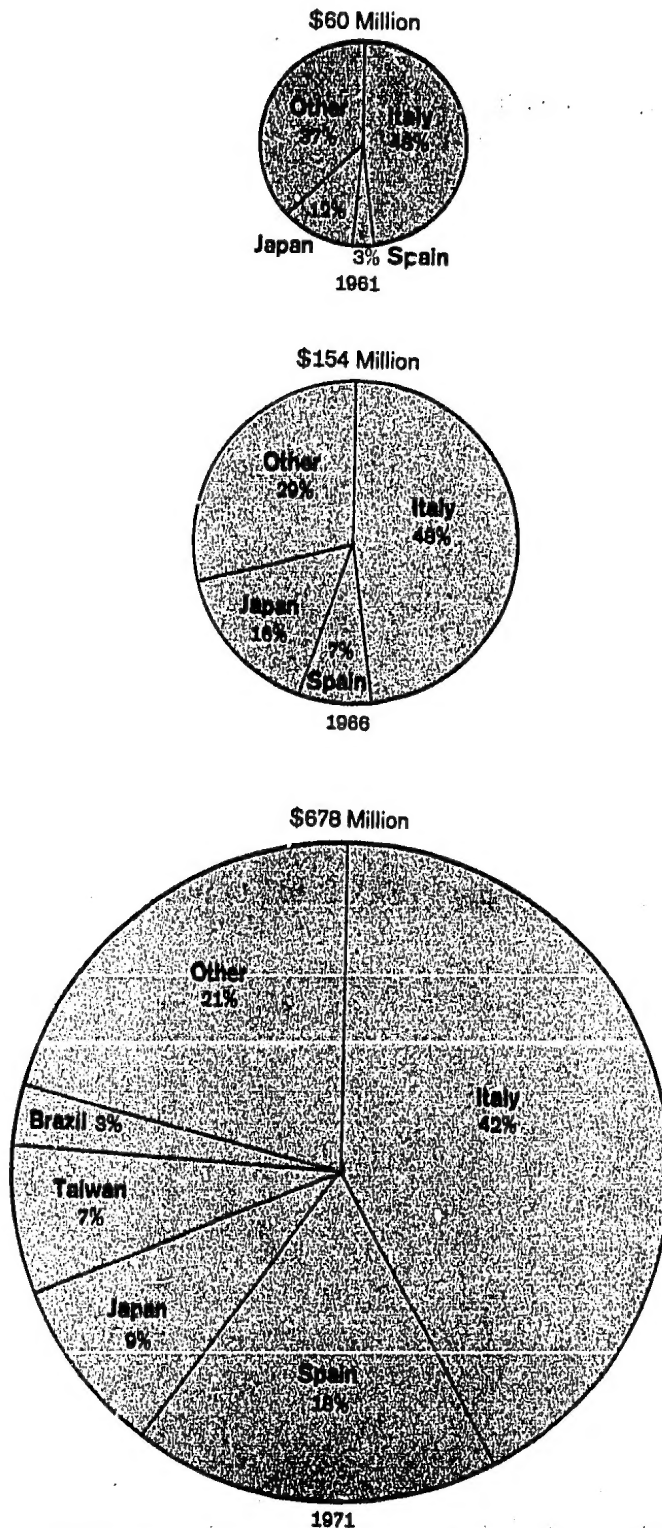 $60 Million
Other
37%
Italy
48%
12%
Japan
3% Spain
1961
$154 Million
Other
29%
Italy
48%
Japan
16%
7%
Spain
1966
$678 Million
Other
21%
Italy
42%
Brazil 3%
Taiwan
7%
Japan
9%
Spain
18%
1971